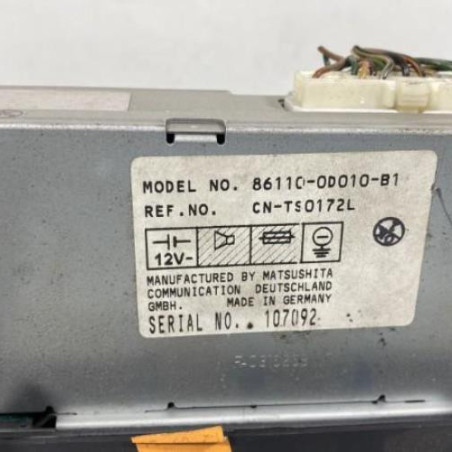 MODEL NO. 86110-0D010-B1
REF.NO. CN-TS0172L
12V-
MANUFACTURED BY MATSUSHITA
COMMUNICATION DEUTSCHLAND
GMBH. MADE IN GERMANY
SERIAL NO. 107092